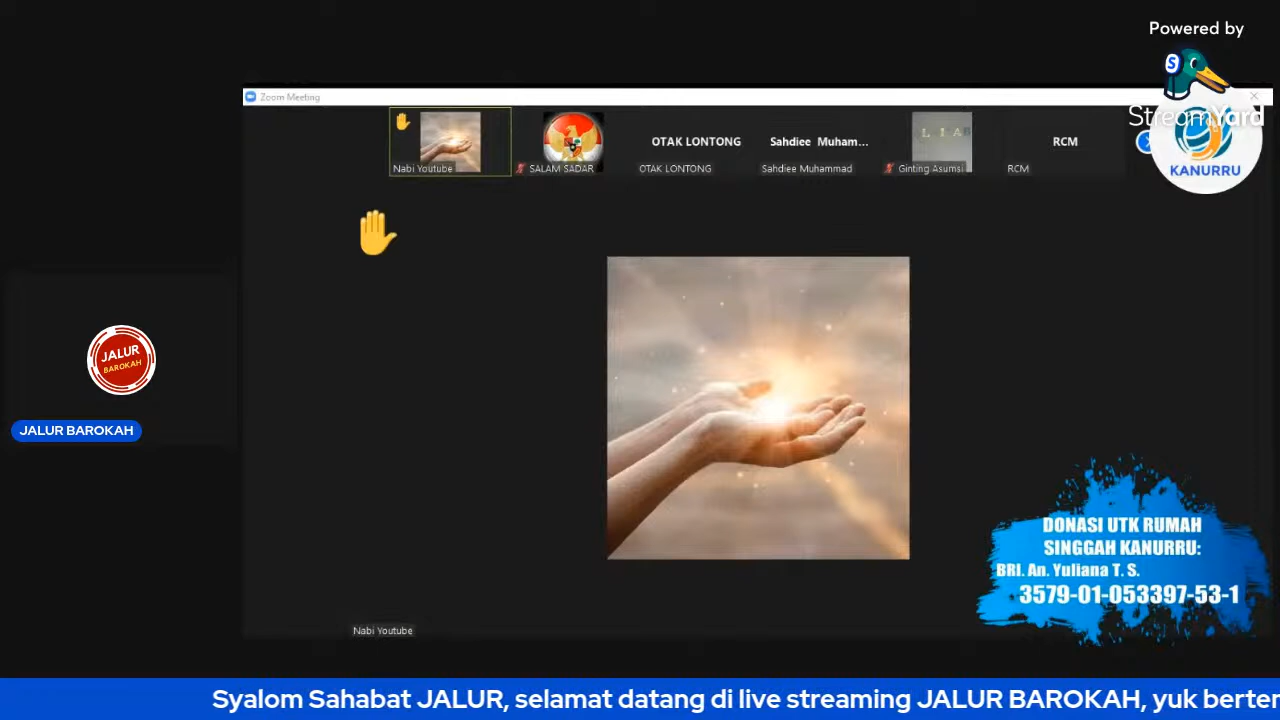 Powered by
StreamYard
KANURRU
Zoom Meeting
Nabi Youtube
SALAM SADAR
OTAK LONTONG
OTAK LONTONG
Sahdiee Muham...
Sahdiee Muhammad
L I A B
Ginting Asumsi
RCM
RCM
JALUR
BAROKAH
JALUR BAROKAH
DONASI UTK RUMAH
SINGGAH KANURRU:
BRI. An. Yuliana T. S.
3579-01-053397-53-1
Nabi Youtube
Syalom Sahabat JALUR, selamat datang di live streaming JALUR BAROKAH, yuk berter